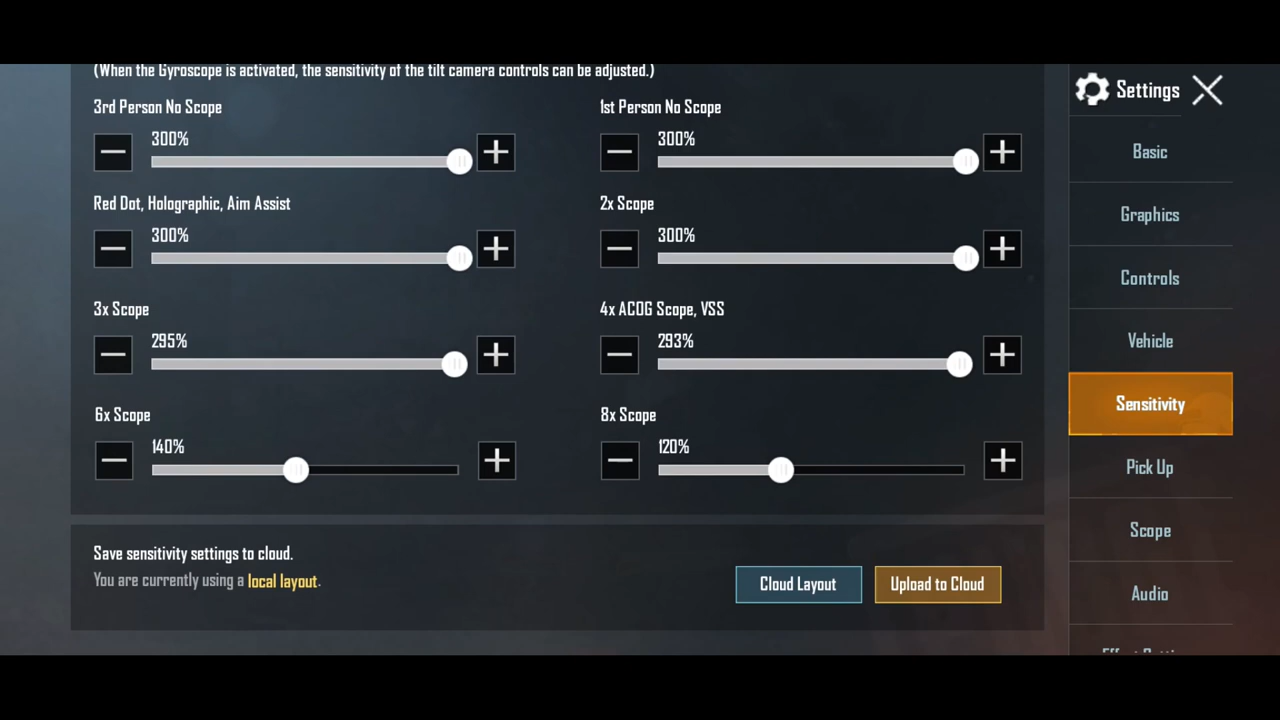 (When the Gyroscope is activated, the sensitivity of the tilt camera controls can be adjusted.)
3rd Person No Scope
300%
1st Person No Scope
300%
Red Dot, Holographic, Aim Assist
300%
2x Scope
300%
3x Scope
295%
4x ACOG Scope, VSS
293%
6x Scope
140%
8x Scope
120%
Save sensitivity settings to cloud.
You are currently using a local layout.
Cloud Layout
Upload to Cloud
Settings
Basic
Graphics
Controls
Vehicle
Sensitivity
Pick Up
Scope
Audio